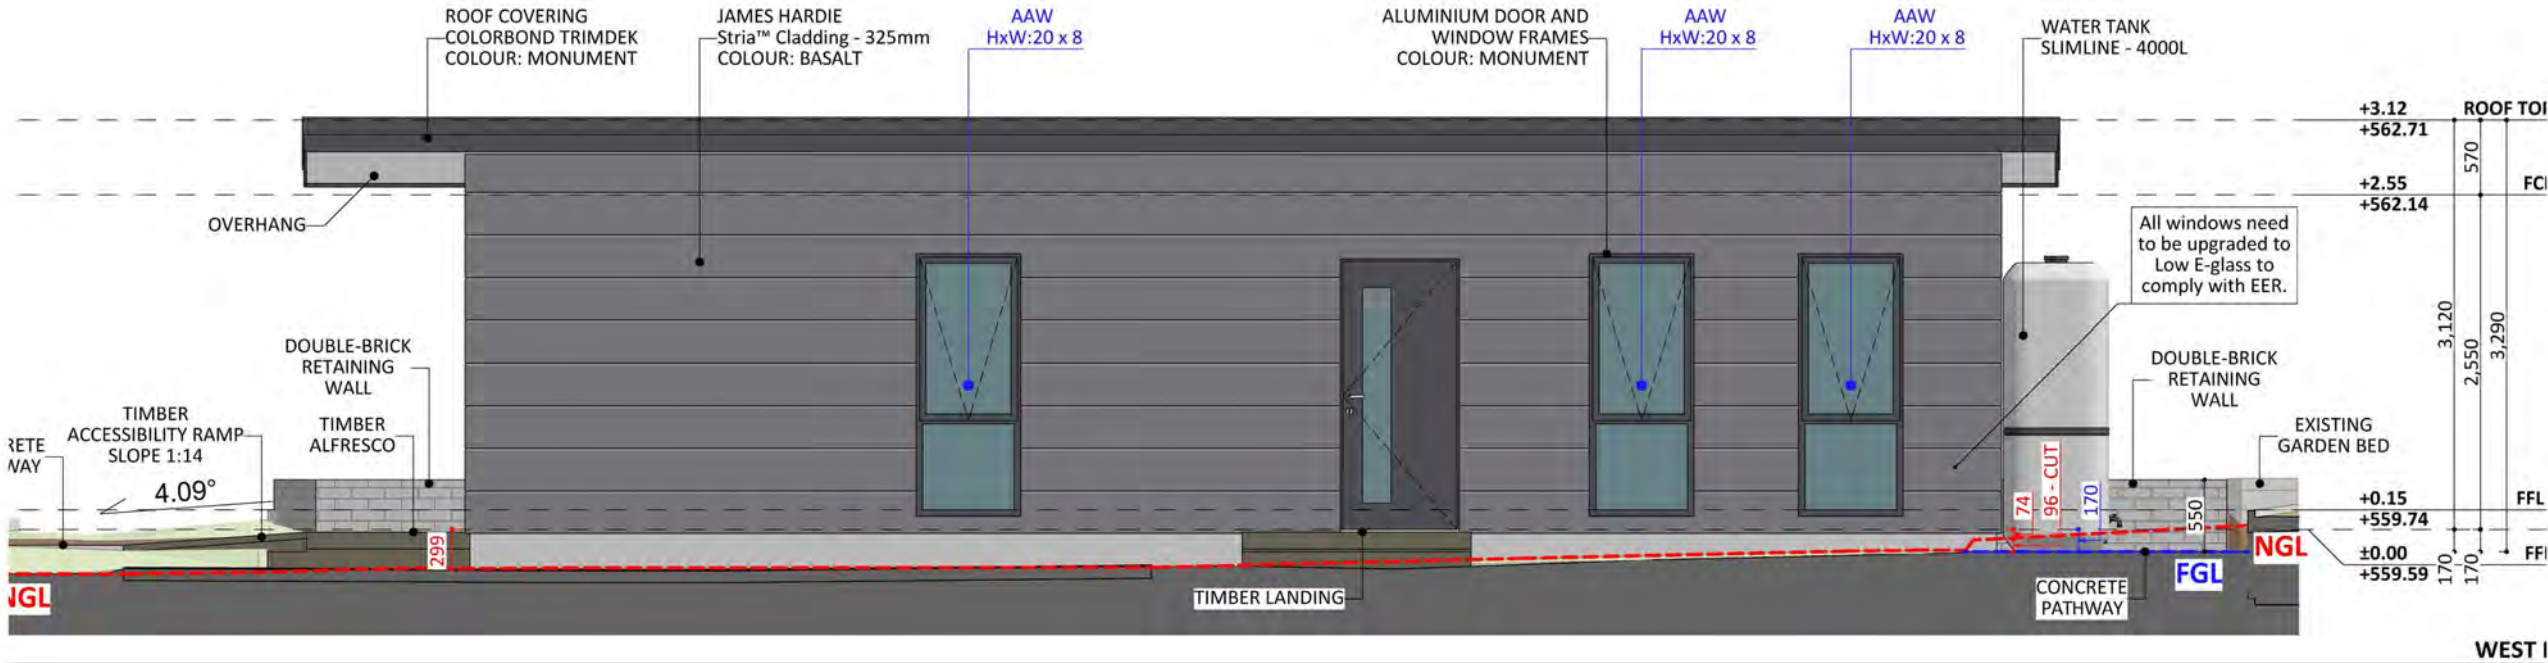 ROOF COVERING
COLORBOND TRIMDEK
COLOUR: MONUMENT
JAMES HARDIE
Stria™ Cladding - 325mm
COLOUR: BASALT
AAW
HxW:20 x 8
ALUMINIUM DOOR AND
WINDOW FRAMES
COLOUR: MONUMENT
AAW
HxW:20 x 8
AAW
HxW:20 x 8
WATER TANK
SLIMLINE - 4000L
+3.12 ROOF TOI
+562.71
570
+2.55 FCI
+562.14
OVERHANG
All windows need
to be upgraded to
Low E-glass to
comply with EER.
3,120
2,550
3,290
DOUBLE-BRICK
RETAINING
WALL
DOUBLE-BRICK
RETAINING
WALL
TIMBER
ACCESSIBILITY RAMP
SLOPE 1:14
TIMBER
ALFRESCO
RETE
WAY
4.09°
EXISTING
GARDEN BED
74
96 - CUT
170
550
299
+0.15 FFL
+559.74
±0.00 FFI
+559.59
170
170
NGL
NGL
FGL
TIMBER LANDING
CONCRETE
PATHWAY
WEST